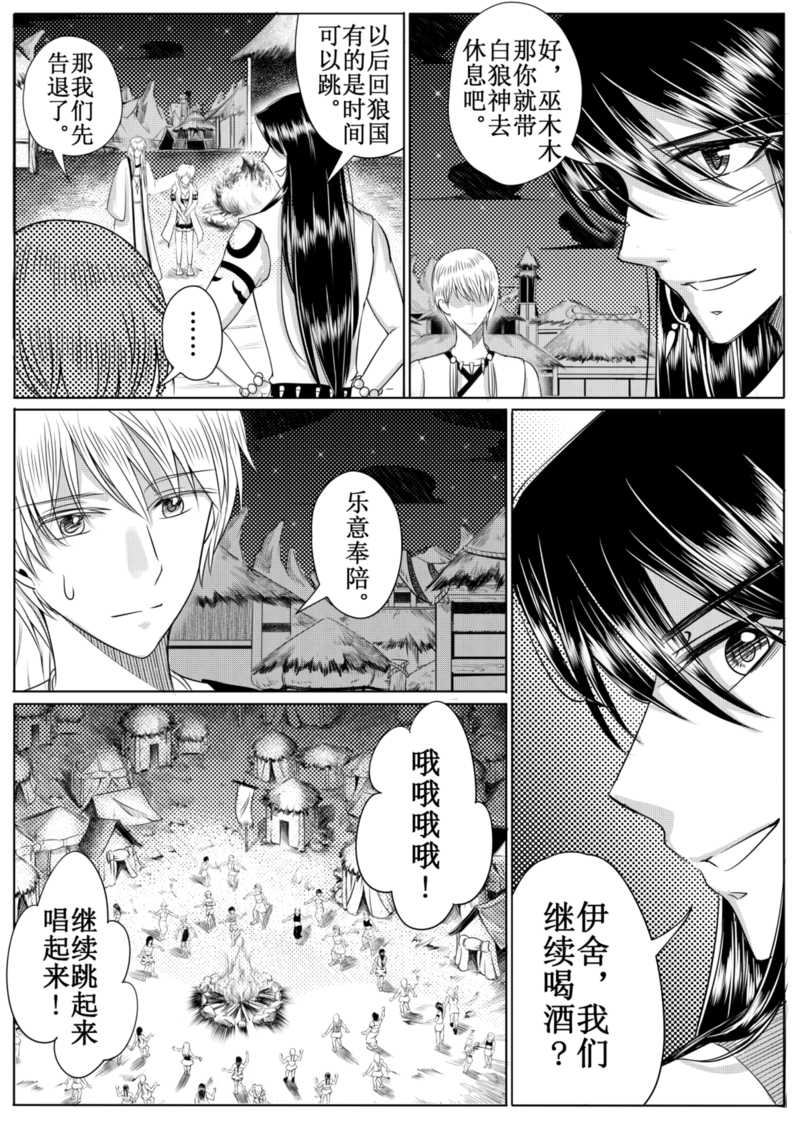 好，巫木木
那你就带
白狼神去
休息吧。
以后回狼国
有的是时间
可以跳。
那我们先
告退了。
……
伊舍，我们
继续喝酒？
乐意奉陪。
哦哦哦哦！
继续跳起来
唱起来！